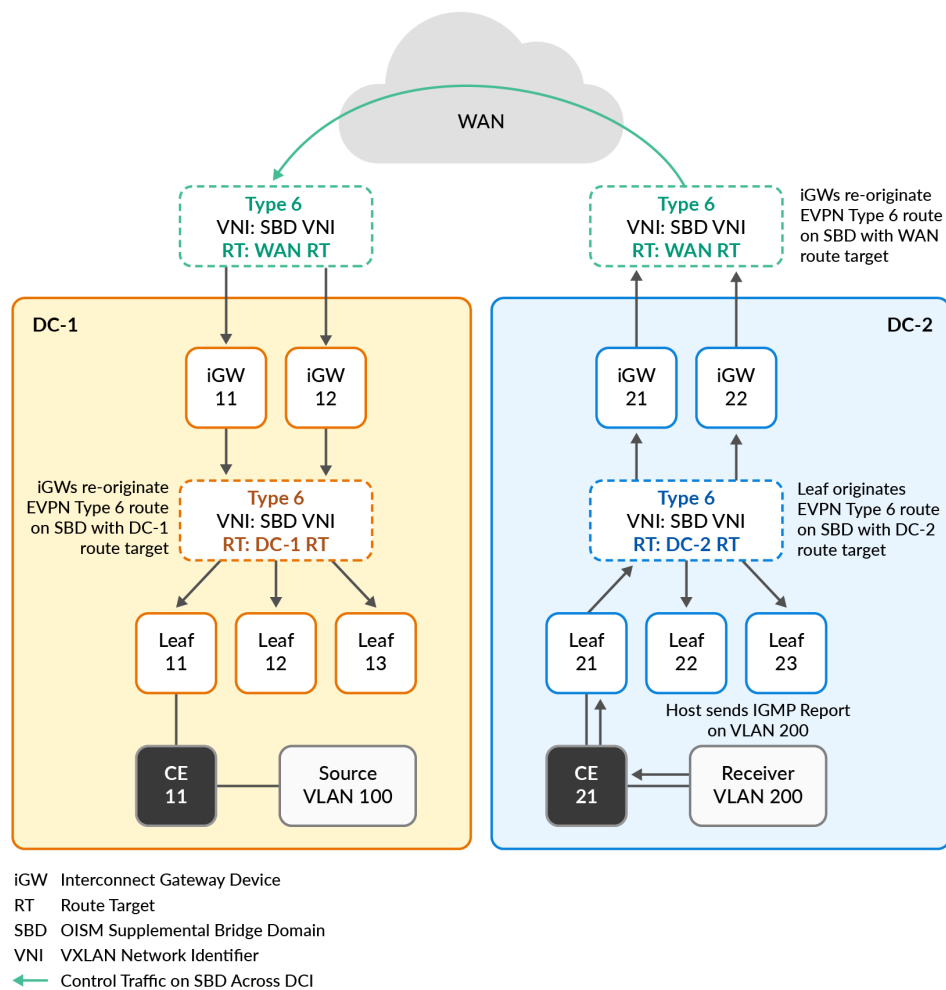 WAN
Type 6
VNI: SBD VNI
RT: WAN RT
Type 6
VNI: SBD VNI
RT: WAN RT
iGWs re-originate
EVPN Type 6 route
on SBD with WAN
route target
DC-1
iGW
11
iGW
12
iGWs re-originate
EVPN Type 6 route
on SBD with DC-1
route target
Type 6
VNI: SBD VNI
RT: DC-1 RT
Leaf
11
Leaf
12
Leaf
13
CE
11
Source
VLAN 100
DC-2
iGW
21
iGW
22
Type 6
VNI: SBD VNI
RT: DC-2 RT
Leaf originates
EVPN Type 6 route
on SBD with DC-2
route target
Leaf
21
Leaf
22
Leaf
23
Host sends IGMP Report
on VLAN 200
CE
21
Receiver
VLAN 200
iGW Interconnect Gateway Device
RT Route Target
SBD OISM Supplemental Bridge Domain
VNI VXLAN Network Identifier
Control Traffic on SBD Across DCI